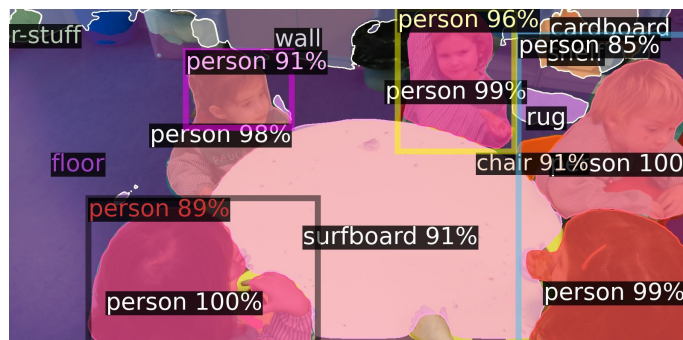 person 96%
cardboard
r-stuff
wall
person 85%
shelf
person 91%
person 99%
rug
person 98%
floor
chair 91%
son 100
person 89%
surfboard 91%
person 100%
person 99%